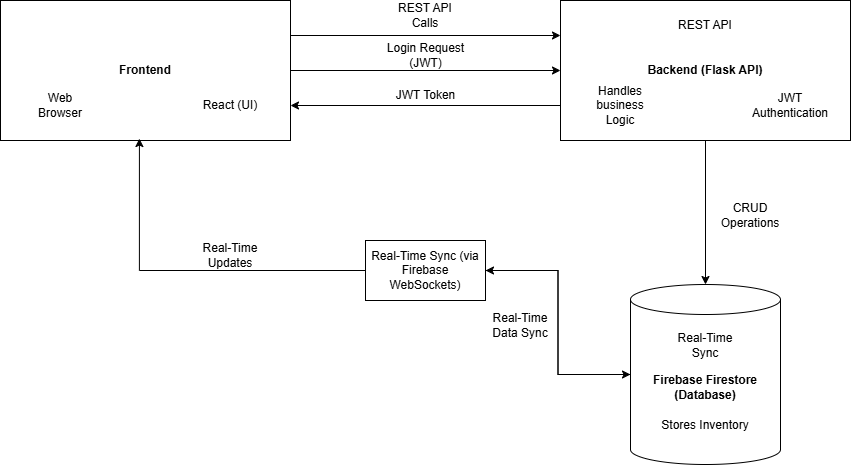 REST API
Calls
Login Request
(JWT)
JWT Token
Frontend
Web
Browser
React (UI)
REST API
Backend (Flask API)
Handles
business
Logic
JWT
Authentication
CRUD
Operations
Real-Time
Updates
Real-Time Sync (via
Firebase
WebSockets)
Real-Time
Data Sync
Real-Time
Sync
Firebase Firestore
(Database)
Stores Inventory